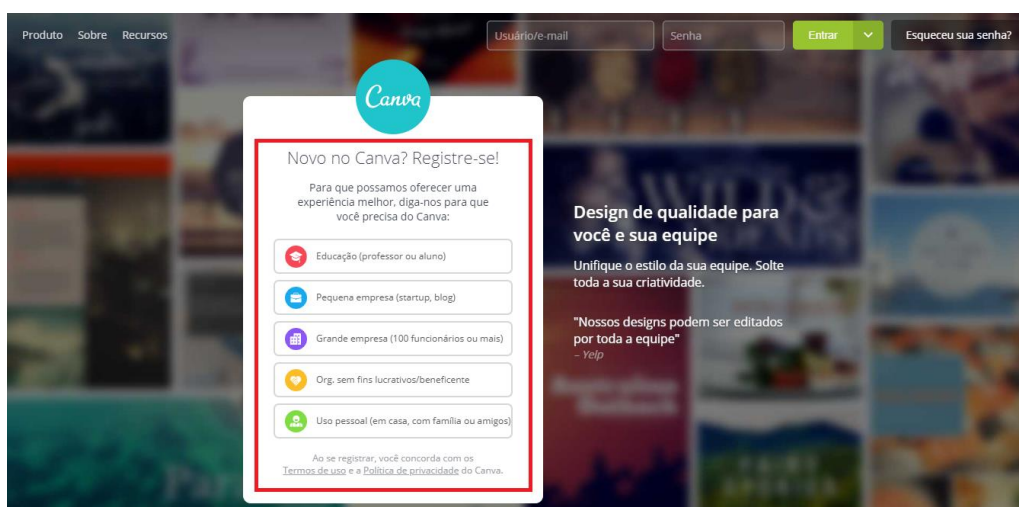 Produto Sobre Recursos
Usuário/e-mail
Senha
Entrar
Esqueceu sua senha?
Canva
Novo no Canva? Registre-se!
Para que possamos oferecer uma
experiência melhor, diga-nos para que
você precisa do Canva:
Educação (professor ou aluno)
Pequena empresa (startup, blog)
Grande empresa (100 funcionários ou mais)
Org. sem fins lucrativos/beneficente
Uso pessoal (em casa, com família ou amigos)
Ao se registrar, você concorda com os
Termos de uso e a Política de privacidade do Canva.
Design de qualidade para
você e sua equipe
Unifique o estilo da sua equipe. Solte
toda a sua criatividade.
"Nossos designs podem ser editados
por toda a equipe"
– Yelp